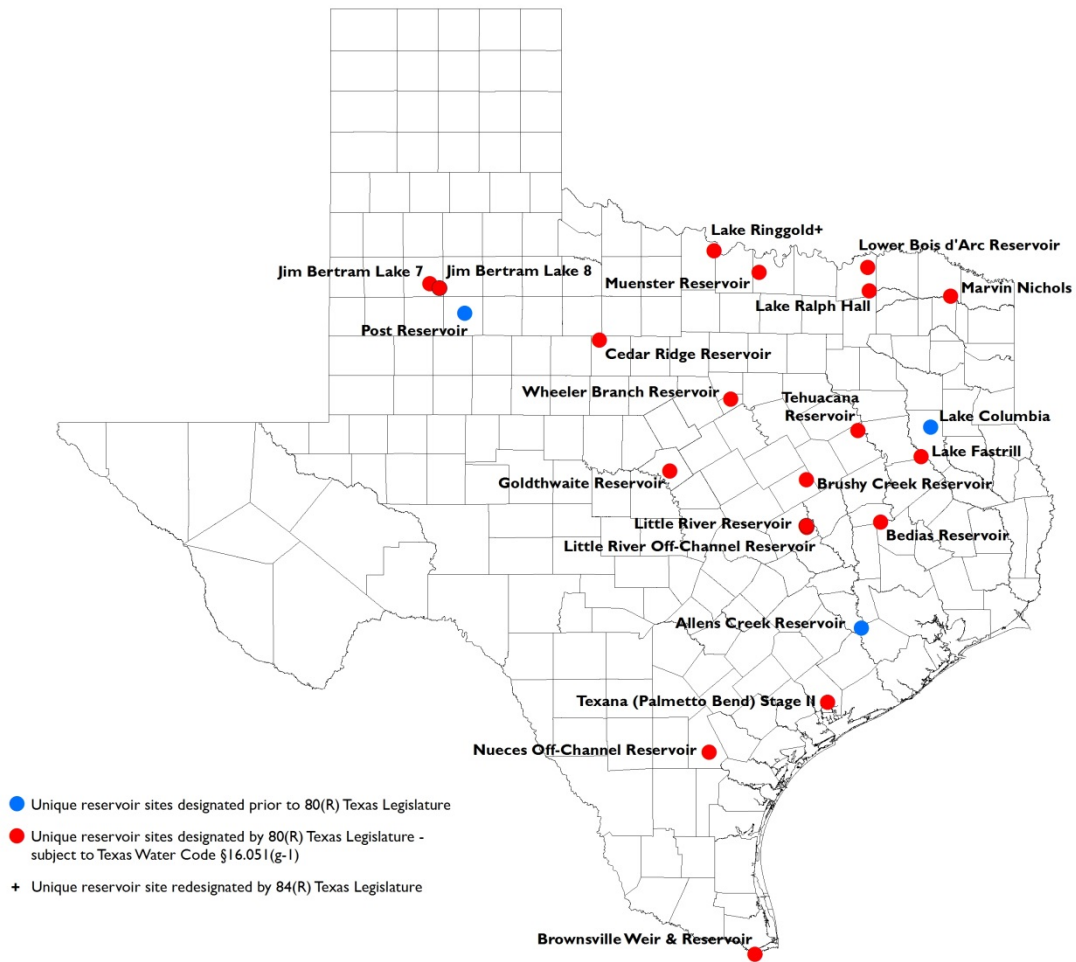 Lake Ringgold+
Lower Bois d'Arc Reservoir
Jim Bertram Lake 7
Jim Bertram Lake 8
Muenster Reservoir
Marvin Nichols
Lake Ralph Hall
Post Reservoir
Cedar Ridge Reservoir
Wheeler Branch Reservoir
Tehuacana
Reservoir
Lake Columbia
Lake Fastrill
Goldthwaite Reservoir
Brushy Creek Reservoir
Little River Reservoir
Bedias Reservoir
Little River Off-Channel Reservoir
Allens Creek Reservoir
Texana (Palmetto Bend) Stage II
Nueces Off-Channel Reservoir
Unique reservoir sites designated prior to 80(R) Texas Legislature
Unique reservoir sites designated by 80(R) Texas Legislature -
subject to Texas Water Code §16.051(g-1)
+ Unique reservoir site redesignated by 84(R) Texas Legislature
Brownsville Weir & Reservoir